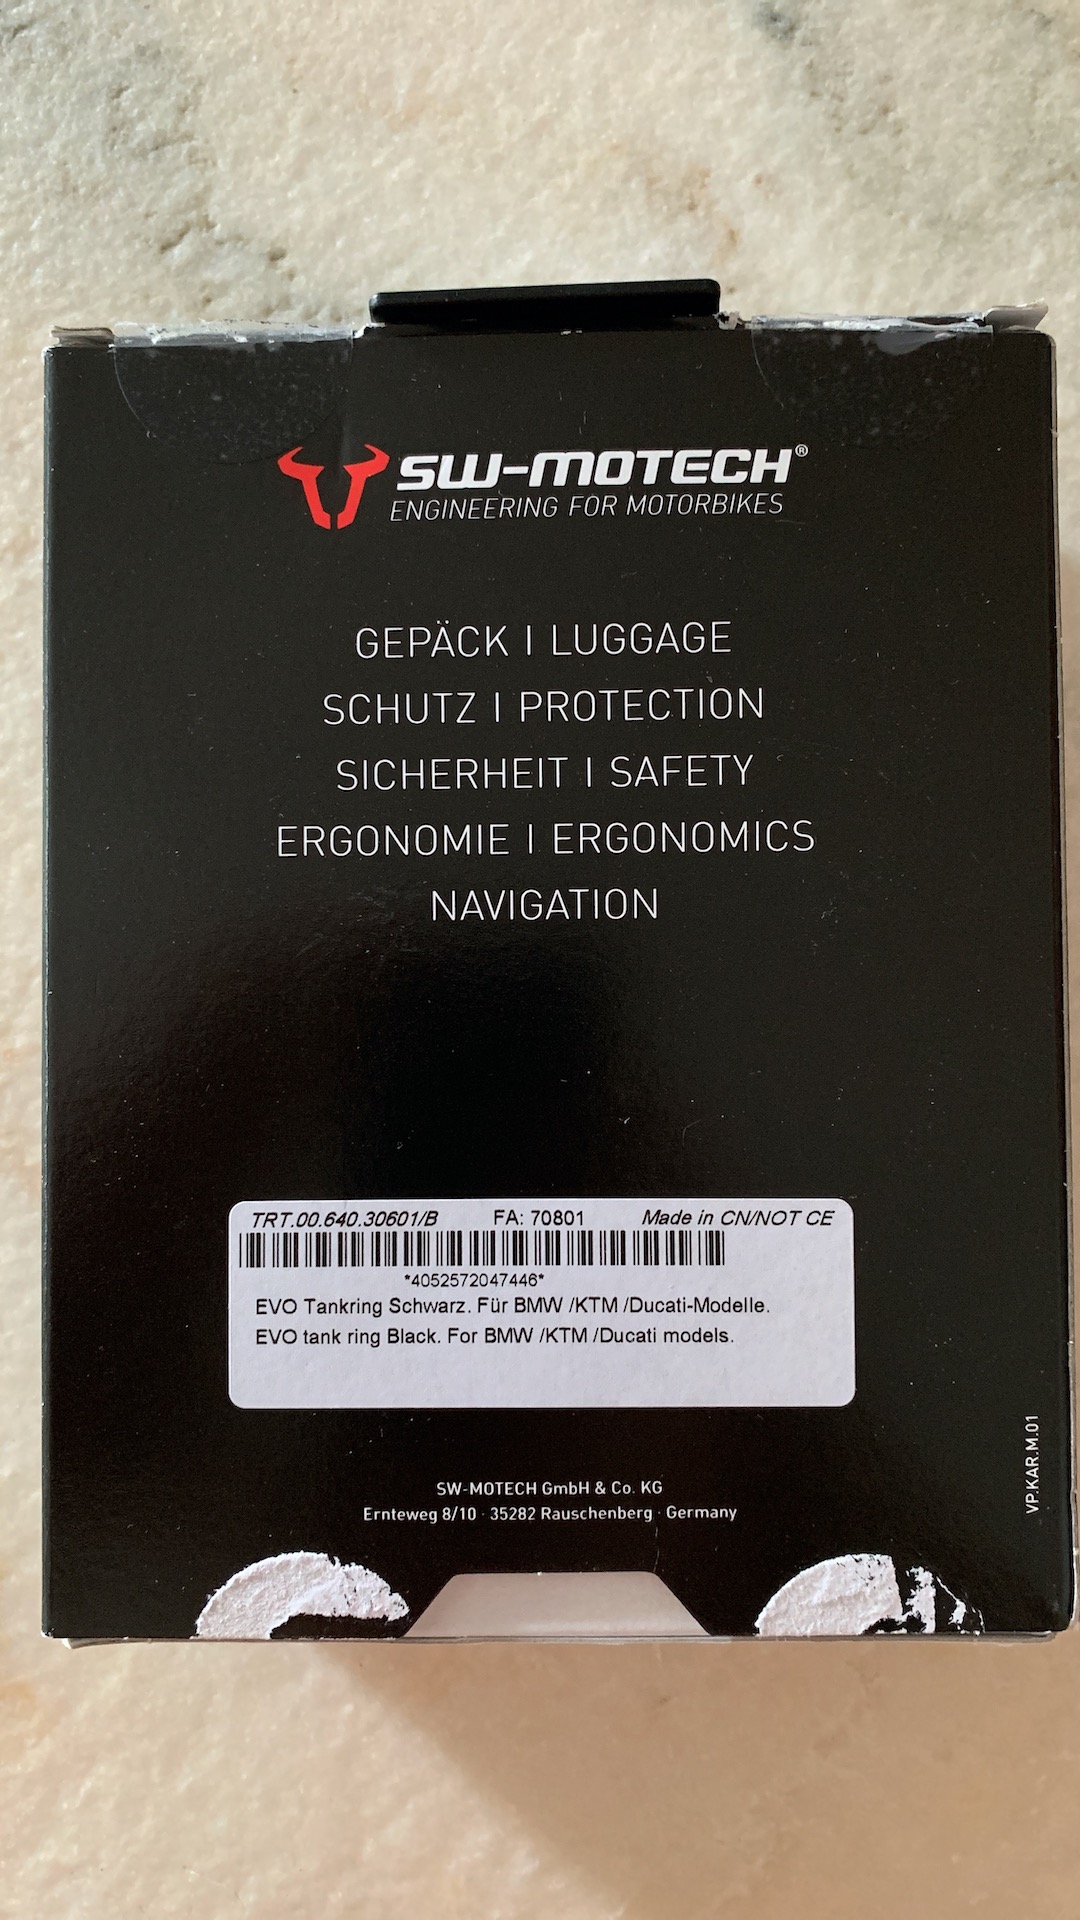 SW-MOTECH®
ENGINEERING FOR MOTORBIKES
GEPÄCK | LUGGAGE
SCHUTZ | PROTECTION
SICHERHEIT | SAFETY
ERGONOMIE | ERGONOMICS
NAVIGATION
TRT.00.640.30601/B FA: 70801 Made in CN/NOT CE
*4052572047446*
EVO Tankring Schwarz. Für BMW /KTM /Ducati-Modelle.
EVO tank ring Black. For BMW /KTM /Ducati models.
SW-MOTECH GmbH & Co. KG
Ernteweg 8/10 · 35282 Rauschenberg · Germany
VP.KAR.M.01